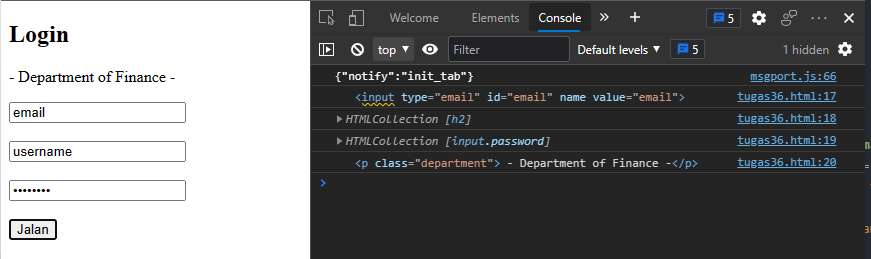 Login
- Department of Finance -
email
username
••••••••
Jalan
Welcome Elements Console » + 5
top Filter Default levels 5 1 hidden
{"notify":"init_tab"} msgport.js:66
<input type="email" id="email" name value="email"> tugas36.html:17
HTMLCollection [h2] tugas36.html:18
HTMLCollection [input.password] tugas36.html:19
<p class="department"> - Department of Finance -</p> tugas36.html:20